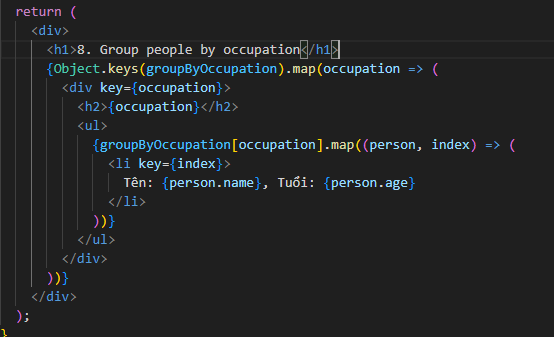 return (
<div>
<h1>8. Group people by occupation</h1>
{Object.keys(groupByOccupation).map(occupation => (
<div key={occupation}>
<h2>{occupation}</h2>
<ul>
{groupByOccupation[occupation].map((person, index) => (
<li key={index}>
Tên: {person.name}, Tuổi: {person.age}
</li>
))}
</ul>
</div>
))}
</div>
);
}